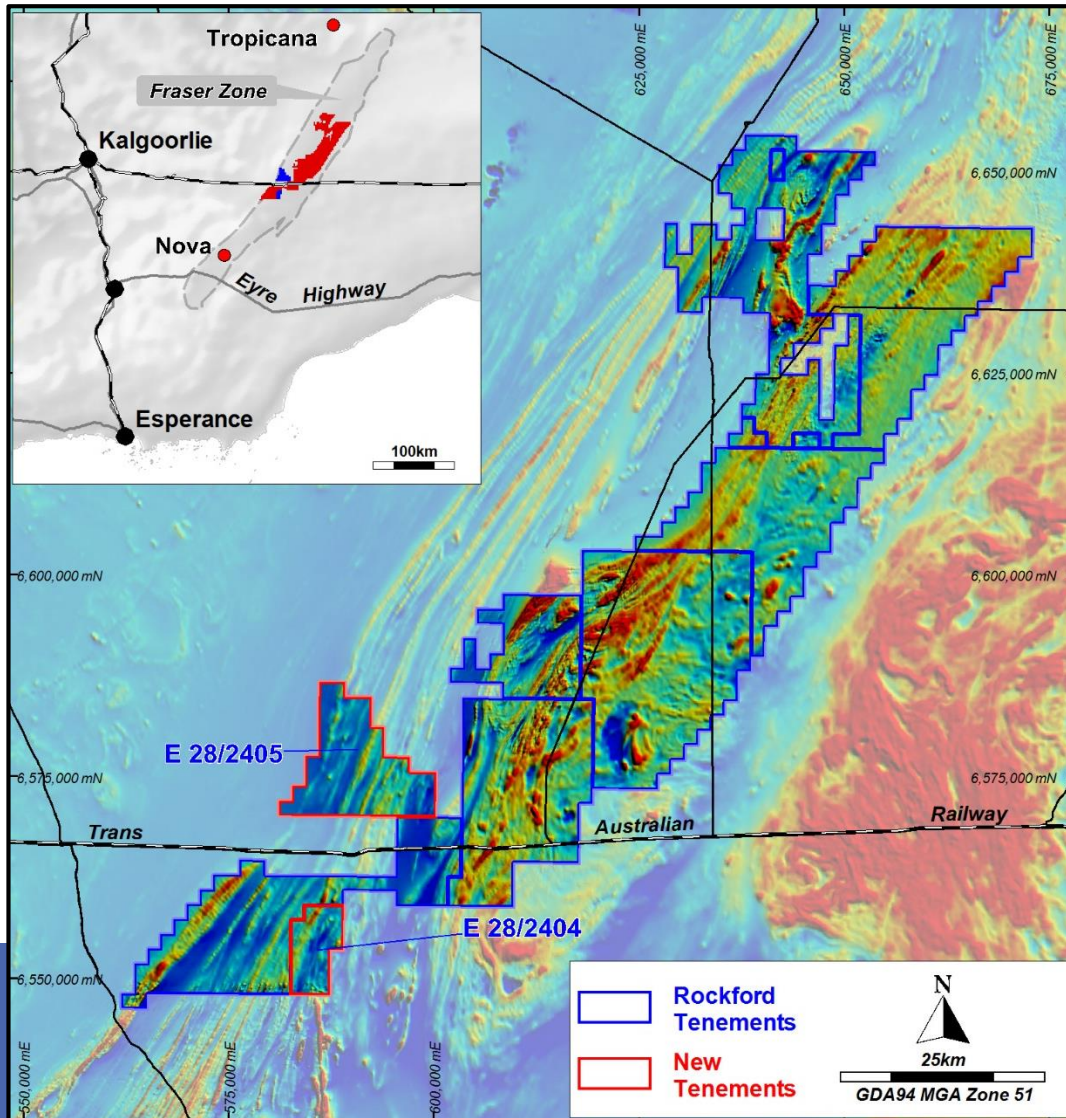 Tropicana
Fraser Zone
Kalgoorlie
Nova
Eyre
Highway
Esperance
100km
625,000 mE
650,000 mE
675,000 mE
6,650,000 mN
6,625,000 mN
6,600,000 mN
6,600,000 mN
E 28/2405
6,575,000 mN
6,575,000 mN
Trans
Australian
Railway
E 28/2404
6,550,000 mN
550,000 mE
575,000 mE
600,000 mE
Rockford
Tenements
New
Tenements
N
25km
GDA94 MGA Zone 51